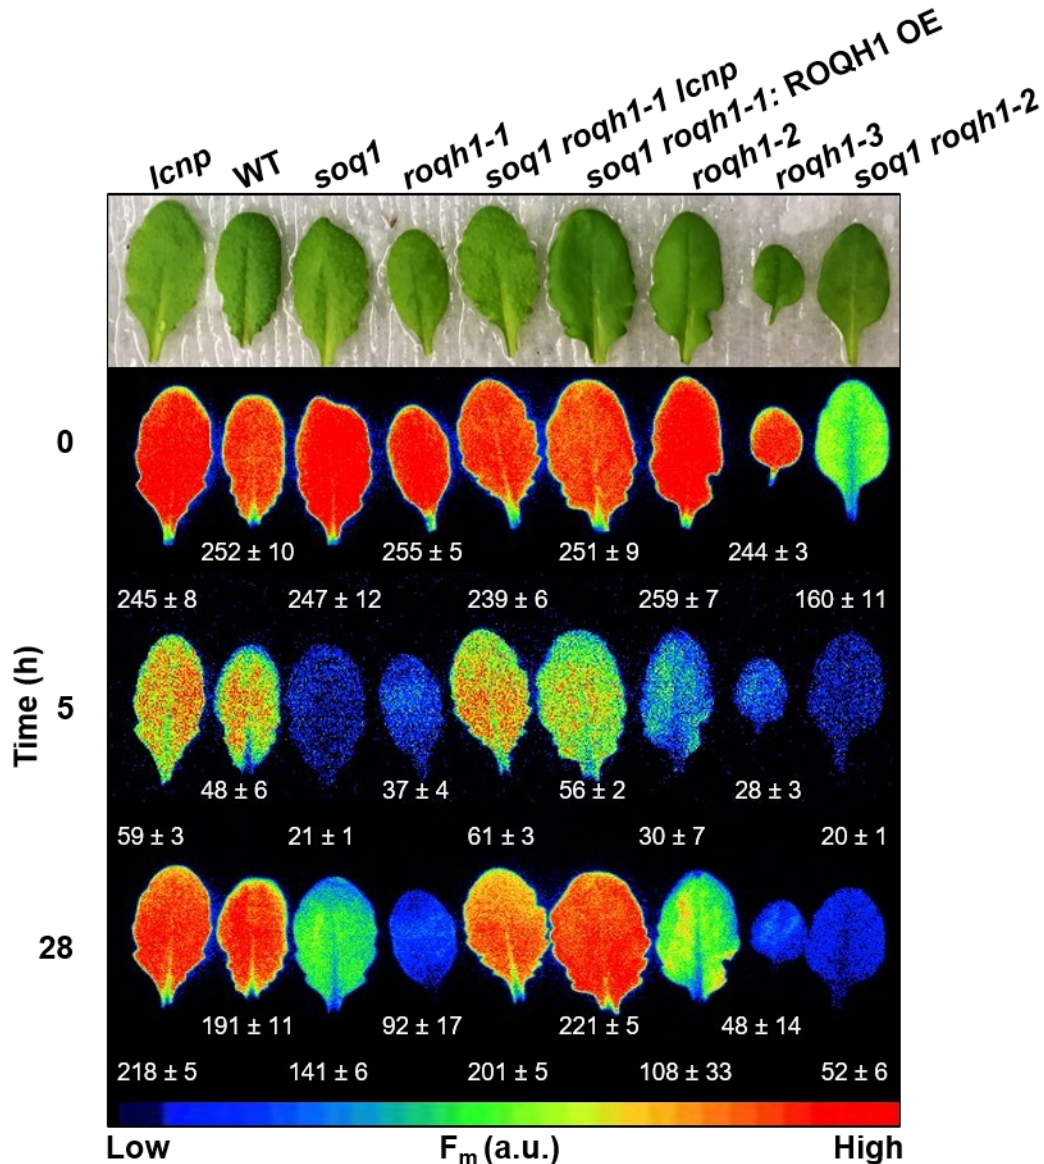 lcnp WT soq1 roqh1-1 soq1 roqh1-1 lcnp soq1 roqh1-1: ROQH1 OE roqh1-2 roqh1-3 soq1 roqh1-2
0
252 ± 10 255 ± 5 251 ± 9 244 ± 3
245 ± 8 247 ± 12 239 ± 6 259 ± 7 160 ± 11
Time (h)
5
48 ± 6 37 ± 4 56 ± 2 28 ± 3
59 ± 3 21 ± 1 61 ± 3 30 ± 7 20 ± 1
28
191 ± 11 92 ± 17 221 ± 5 48 ± 14
218 ± 5 141 ± 6 201 ± 5 108 ± 33 52 ± 6
Low Fm (a.u.) High